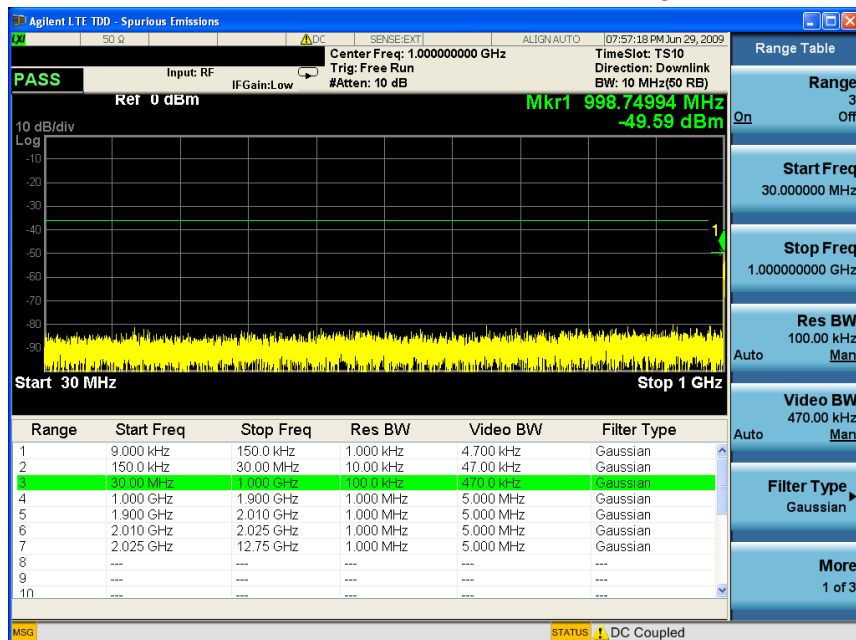 Agilent LTE TDD - Spurious Emissions
LXI 50 Ω DC SENSE:EXT ALIGN AUTO 07:57:18 PM Jun 29, 2009
Center Freq: 1.000000000 GHz TimeSlot: TS10
PASS Input: RF Trig: Free Run Direction: Downlink
IFGain:Low #Atten: 10 dB BW: 10 MHz(50 RB)
Ref 0 dBm Mkr1 998.74994 MHz
10 dB/div -49.59 dBm
Log
-10
-20
-30
-40
1
-50
-60
-70
-80
-90
Start 30 MHz Stop 1 GHz
Range Start Freq Stop Freq Res BW Video BW Filter Type
1 9.000 kHz 150.0 kHz 1.000 kHz 4.700 kHz Gaussian
2 150.0 kHz 30.00 MHz 10.00 kHz 47.00 kHz Gaussian
3 30.00 MHz 1.000 GHz 100.0 kHz 470.0 kHz Gaussian
4 1.000 GHz 1.900 GHz 1.000 MHz 5.000 MHz Gaussian
5 1.900 GHz 2.010 GHz 1.000 MHz 5.000 MHz Gaussian
6 2.010 GHz 2.025 GHz 1.000 MHz 5.000 MHz Gaussian
7 2.025 GHz 12.75 GHz 1.000 MHz 5.000 MHz Gaussian
8 --- --- --- --- ---
9 --- --- --- --- ---
10 --- --- --- --- ---
Range Table
Range
3
On Off
Start Freq
30.000000 MHz
Stop Freq
1.000000000 GHz
Res BW
100.00 kHz
Auto Man
Video BW
470.00 kHz
Auto Man
Filter Type
Gaussian
More
1 of 3
MSG STATUS DC Coupled